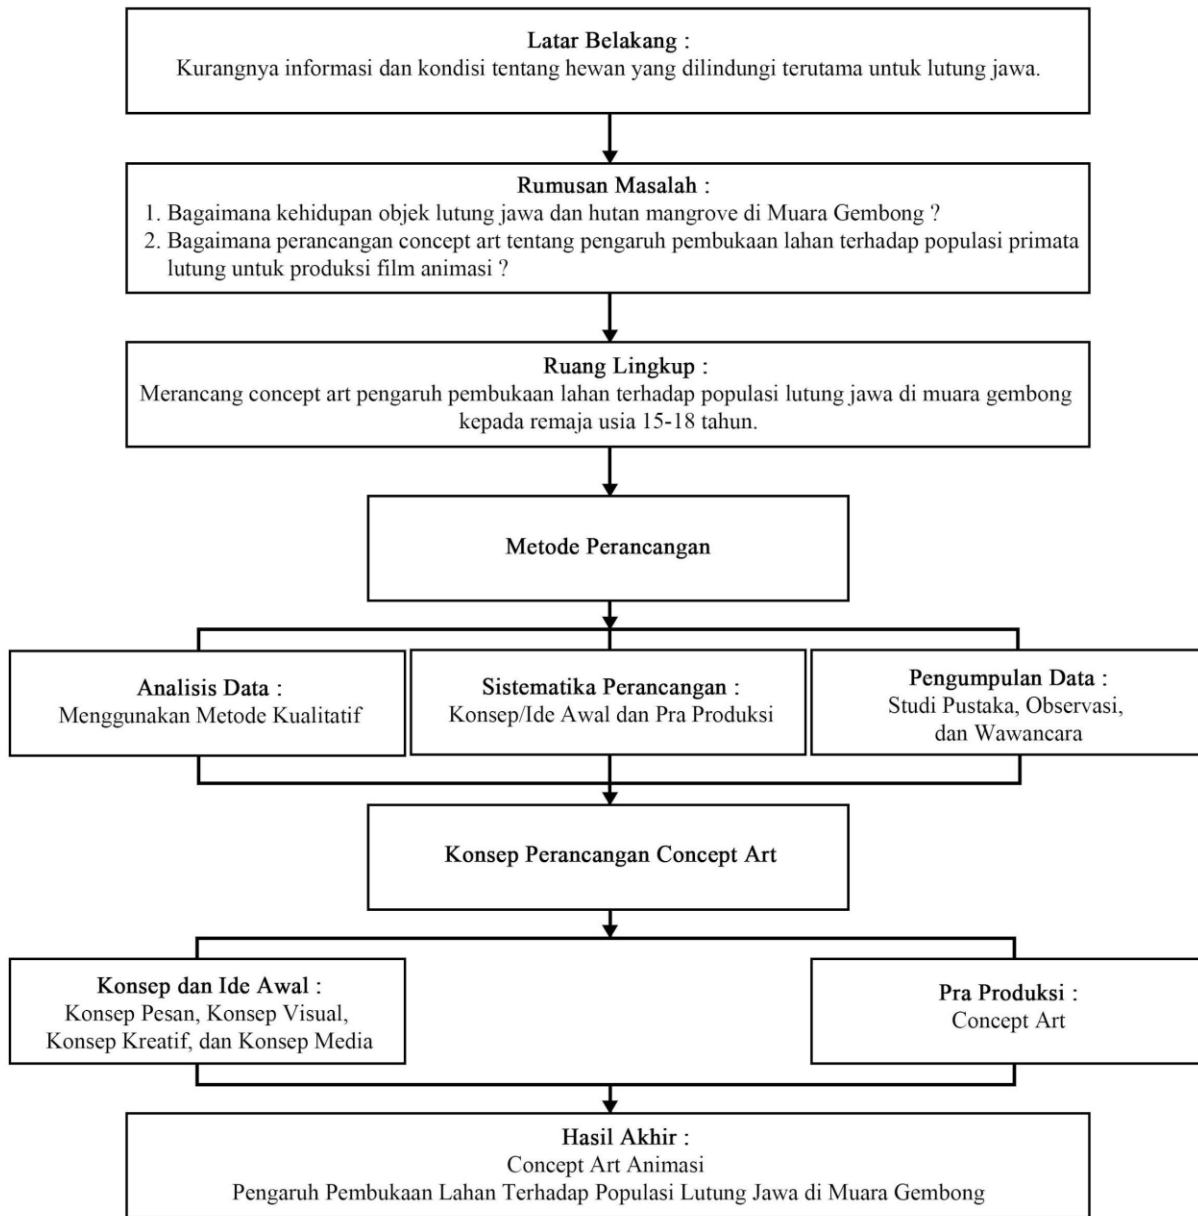 Latar Belakang :
Kurangnya informasi dan kondisi tentang hewan yang dilindungi terutama untuk lutung jawa.
Rumusan Masalah :
1. Bagaimana kehidupan objek lutung jawa dan hutan mangrove di Muara Gembong ?
2. Bagaimana perancangan concept art tentang pengaruh pembukaan lahan terhadap populasi primata
lutung untuk produksi film animasi ?
Ruang Lingkup :
Merancang concept art pengaruh pembukaan lahan terhadap populasi lutung jawa di muara gembong
kepada remaja usia 15-18 tahun.
Metode Perancangan
Analisis Data :
Menggunakan Metode Kualitatif
Sistematika Perancangan :
Konsep/Ide Awal dan Pra Produksi
Pengumpulan Data :
Studi Pustaka, Observasi,
dan Wawancara
Konsep Perancangan Concept Art
Konsep dan Ide Awal :
Konsep Pesan, Konsep Visual,
Konsep Kreatif, dan Konsep Media
Pra Produksi :
Concept Art
Hasil Akhir :
Concept Art Animasi
Pengaruh Pembukaan Lahan Terhadap Populasi Lutung Jawa di Muara Gembong